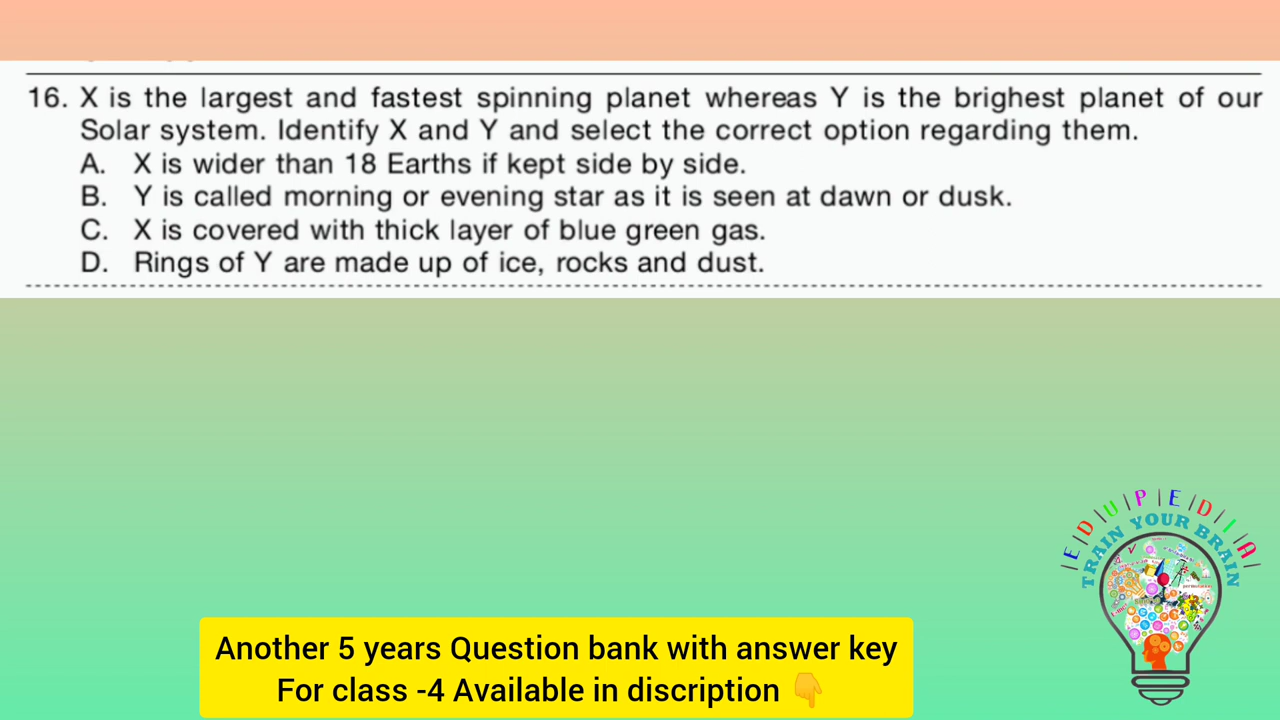 16. X is the largest and fastest spinning planet whereas Y is the brighest planet of our
Solar system. Identify X and Y and select the correct option regarding them.
A. X is wider than 18 Earths if kept side by side.
B. Y is called morning or evening star as it is seen at dawn or dusk.
C. X is covered with thick layer of blue green gas.
D. Rings of Y are made up of ice, rocks and dust.
|E|D|U|P|E|D|I|A|
TRAIN YOUR BRAIN
Another 5 years Question bank with answer key
For class -4 Available in discription 👇